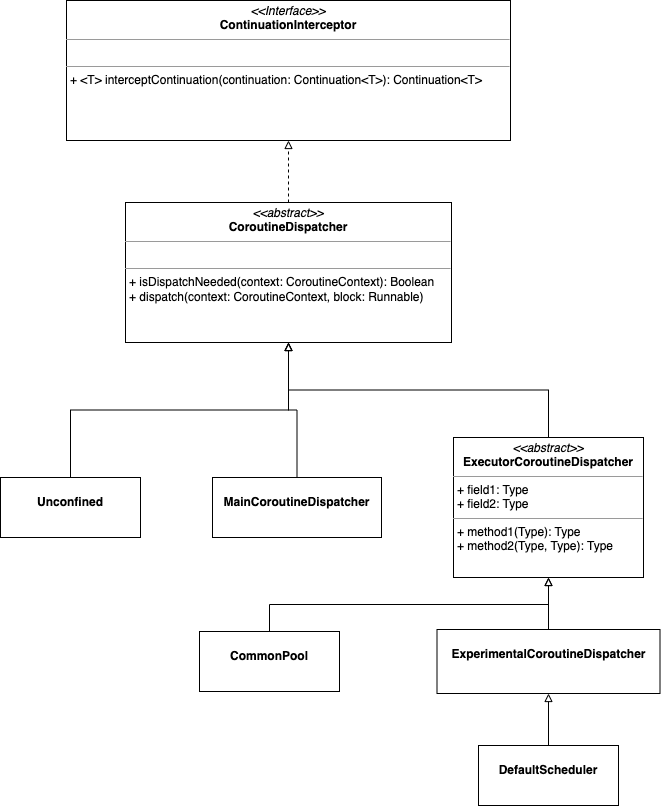 <<Interface>>
ContinuationInterceptor
+ <T> interceptContinuation(continuation: Continuation<T>): Continuation<T>
<<abstract>>
CoroutineDispatcher
+ isDispatchNeeded(context: CoroutineContext): Boolean
+ dispatch(context: CoroutineContext, block: Runnable)
<<abstract>>
ExecutorCoroutineDispatcher
+ field1: Type
+ field2: Type
+ method1(Type): Type
+ method2(Type, Type): Type
Unconfined
MainCoroutineDispatcher
CommonPool
ExperimentalCoroutineDispatcher
DefaultScheduler